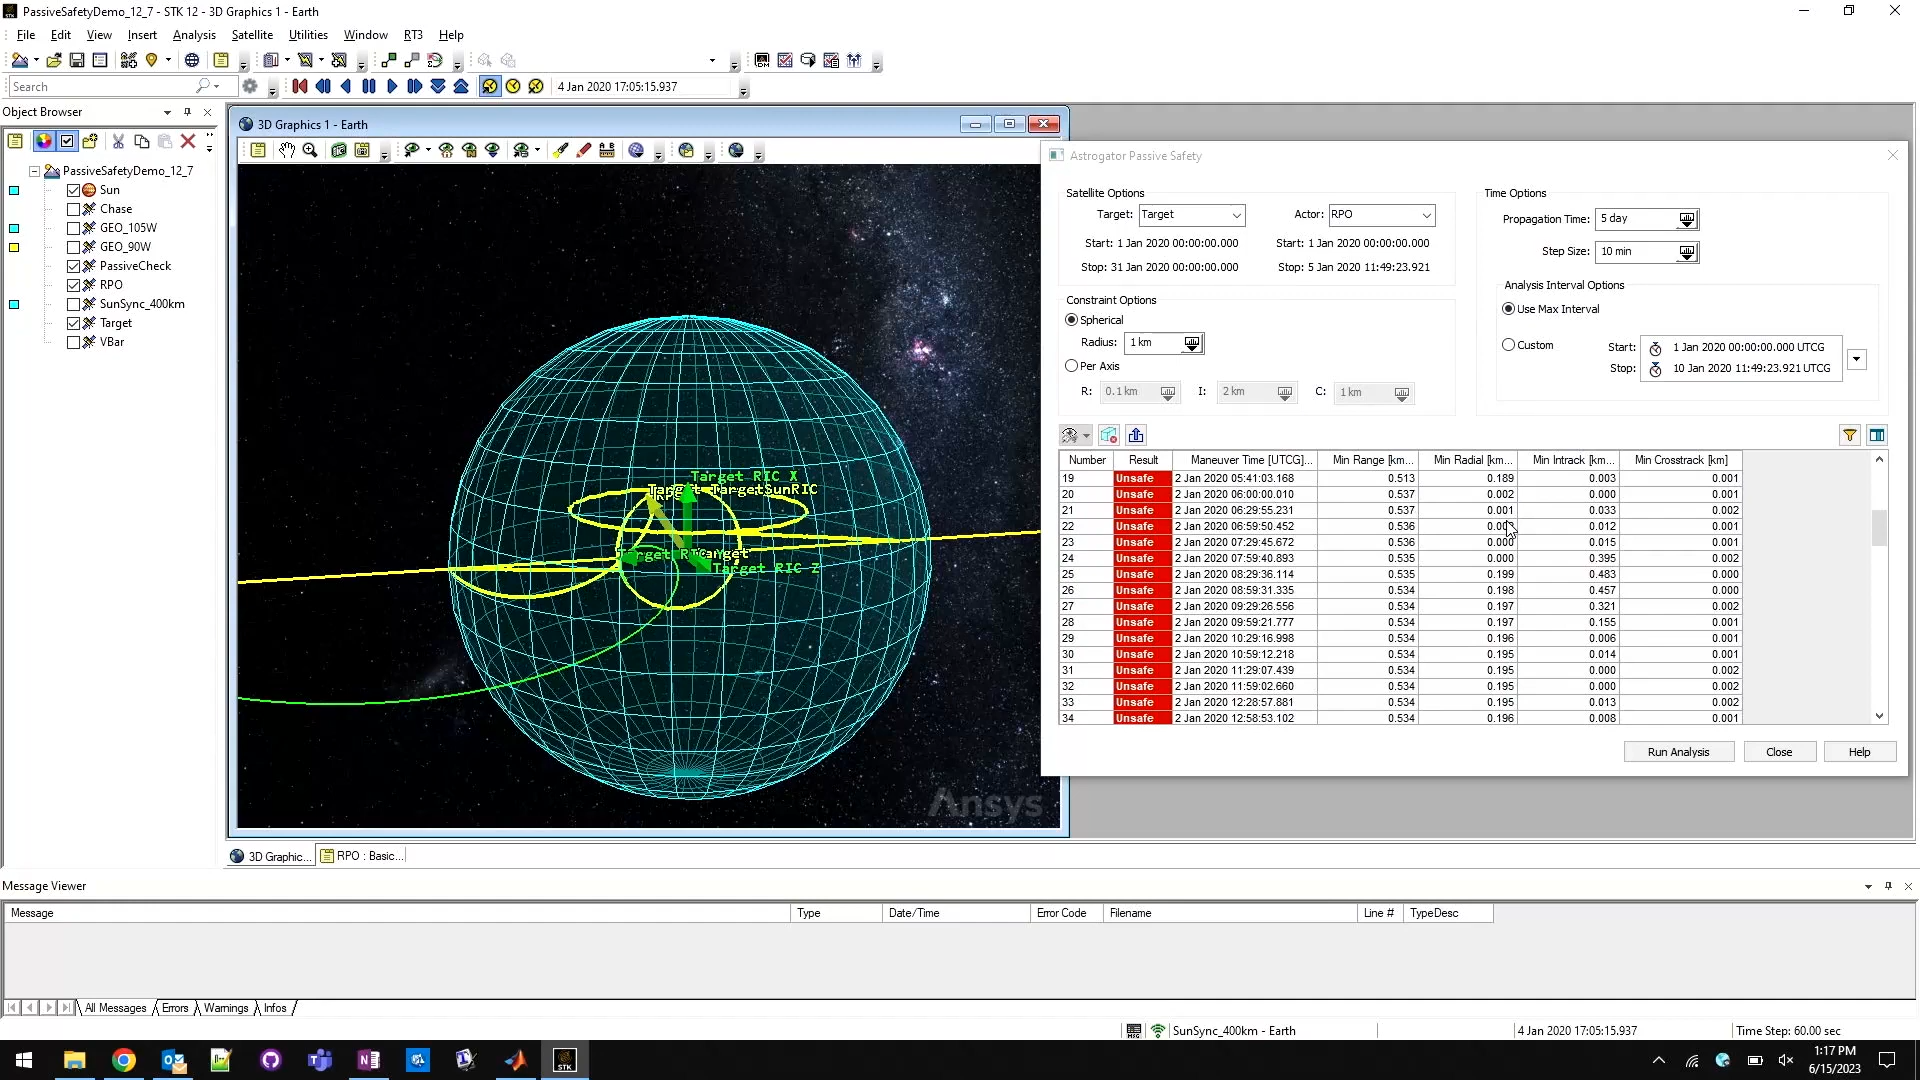 PassiveSafetyDemo_12_7 - STK 12 - 3D Graphics 1 - Earth
File Edit View Insert Analysis Satellite Utilities Window RT3 Help
Search
4 Jan 2020 17:05:15.937
Object Browser
PassiveSafetyDemo_12_7
Sun
Chase
GEO_105W
GEO_90W
PassiveCheck
RPO
SunSync_400km
Target
VBar
3D Graphics 1 - Earth
Target RIC X
TargetSunRIC
Target
Target RIC Z
Ansys
3D Graphic...
RPO : Basic...
Astrogator Passive Safety
Satellite Options
Target: Target Actor: RPO
Start: 1 Jan 2020 00:00:00.000 Start: 1 Jan 2020 00:00:00.000
Stop: 31 Jan 2020 00:00:00.000 Stop: 5 Jan 2020 11:49:23.921
Constraint Options
Spherical
Radius: 1 km
Per Axis
R: 0.1 km I: 2 km C: 1 km
Time Options
Propagation Time: 5 day
Step Size: 10 min
Analysis Interval Options
Use Max Interval
Custom
Start: 1 Jan 2020 00:00:00.000 UTCG
Stop: 10 Jan 2020 11:49:23.921 UTCG
Number Result Maneuver Time [UTCG]... Min Range [km... Min Radial [km... Min Intrack [km... Min Crosstrack [km]
19 Unsafe 2 Jan 2020 05:41:03.168 0.513 0.189 0.003 0.001
20 Unsafe 2 Jan 2020 06:00:00.010 0.537 0.002 0.000 0.001
21 Unsafe 2 Jan 2020 06:29:55.231 0.537 0.001 0.033 0.002
22 Unsafe 2 Jan 2020 06:59:50.452 0.536 0.012 0.001
23 Unsafe 2 Jan 2020 07:29:45.672 0.536 0.000 0.015 0.001
24 Unsafe 2 Jan 2020 07:59:40.893 0.535 0.000 0.395 0.002
25 Unsafe 2 Jan 2020 08:29:36.114 0.535 0.199 0.483 0.000
26 Unsafe 2 Jan 2020 08:59:31.335 0.534 0.198 0.457 0.000
27 Unsafe 2 Jan 2020 09:29:26.556 0.534 0.197 0.321 0.002
28 Unsafe 2 Jan 2020 09:59:21.777 0.534 0.197 0.155 0.001
29 Unsafe 2 Jan 2020 10:29:16.998 0.534 0.196 0.006 0.001
30 Unsafe 2 Jan 2020 10:59:12.218 0.534 0.195 0.014 0.001
31 Unsafe 2 Jan 2020 11:29:07.439 0.534 0.195 0.000 0.002
32 Unsafe 2 Jan 2020 11:59:02.660 0.534 0.195 0.000 0.002
33 Unsafe 2 Jan 2020 12:28:57.881 0.534 0.195 0.013 0.002
34 Unsafe 2 Jan 2020 12:58:53.102 0.534 0.196 0.008 0.001
Run Analysis Close Help
Message Viewer
Message Type Date/Time Error Code Filename Line # TypeDesc
All Messages Errors Warnings Infos
SunSync_400km - Earth 4 Jan 2020 17:05:15.937 Time Step: 60.00 sec
1:17 PM
6/15/2023